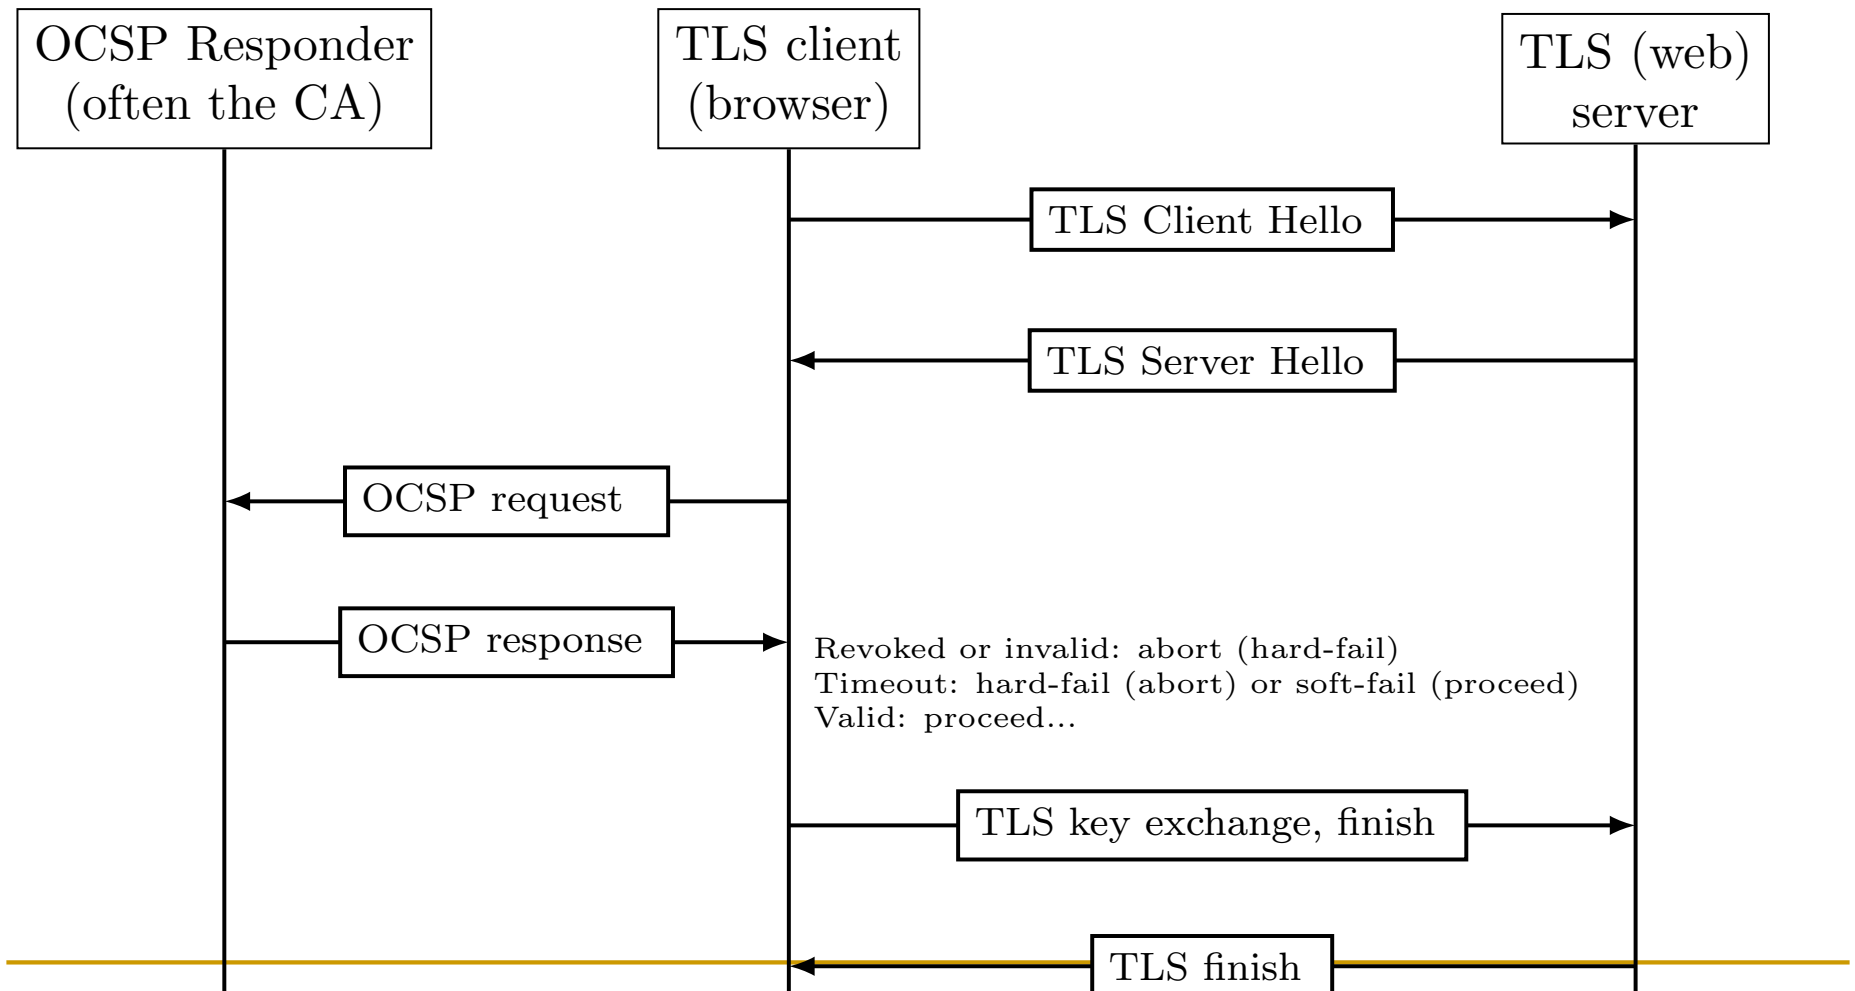 OCSP Responder
(often the CA)
TLS client
(browser)
TLS (web)
server
TLS Client Hello
TLS Server Hello
OCSP request
OCSP response
Revoked or invalid: abort (hard-fail)
Timeout: hard-fail (abort) or soft-fail (proceed)
Valid: proceed...
TLS key exchange, finish
TLS finish